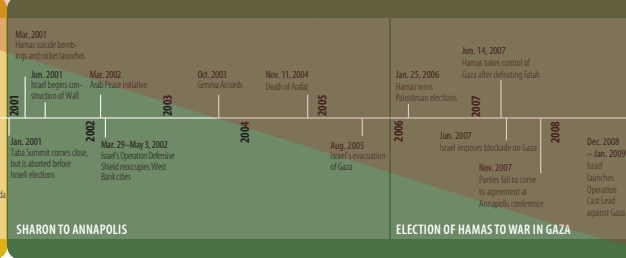 Mar. 2001
Hamas suicide bomb-
ings and rocket launches
Jun. 2001
Israel begins con-
struction of Wall
Mar. 2002
Arab Peace Initiative
Oct. 2003
Geneva Accords
Nov. 11, 2004
Death of Arafat
Jan. 25, 2006
Hamas wins
Palestinian elections
Jun. 14, 2007
Hamas takes control of
Gaza after defeating Fatah
2001
2002
2003
2004
2005
2006
2007
2008
Jan. 2001
Taba Summit comes close,
but is aborted before
Israeli elections
Mar. 29–May 3, 2002
Israel's Operation Defensive
Shield reoccupies West
Bank cities
Aug. 2005
Israel's evacuation
of Gaza
Jun. 2007
Israel imposes blockade on Gaza
Nov. 2007
Parties fail to come
to agreement at
Annapolis conference
Dec. 2008
– Jan. 2009
Israel
launches
Operation
Cast Lead
against Gaza
da
SHARON TO ANNAPOLIS
ELECTION OF HAMAS TO WAR IN GAZA